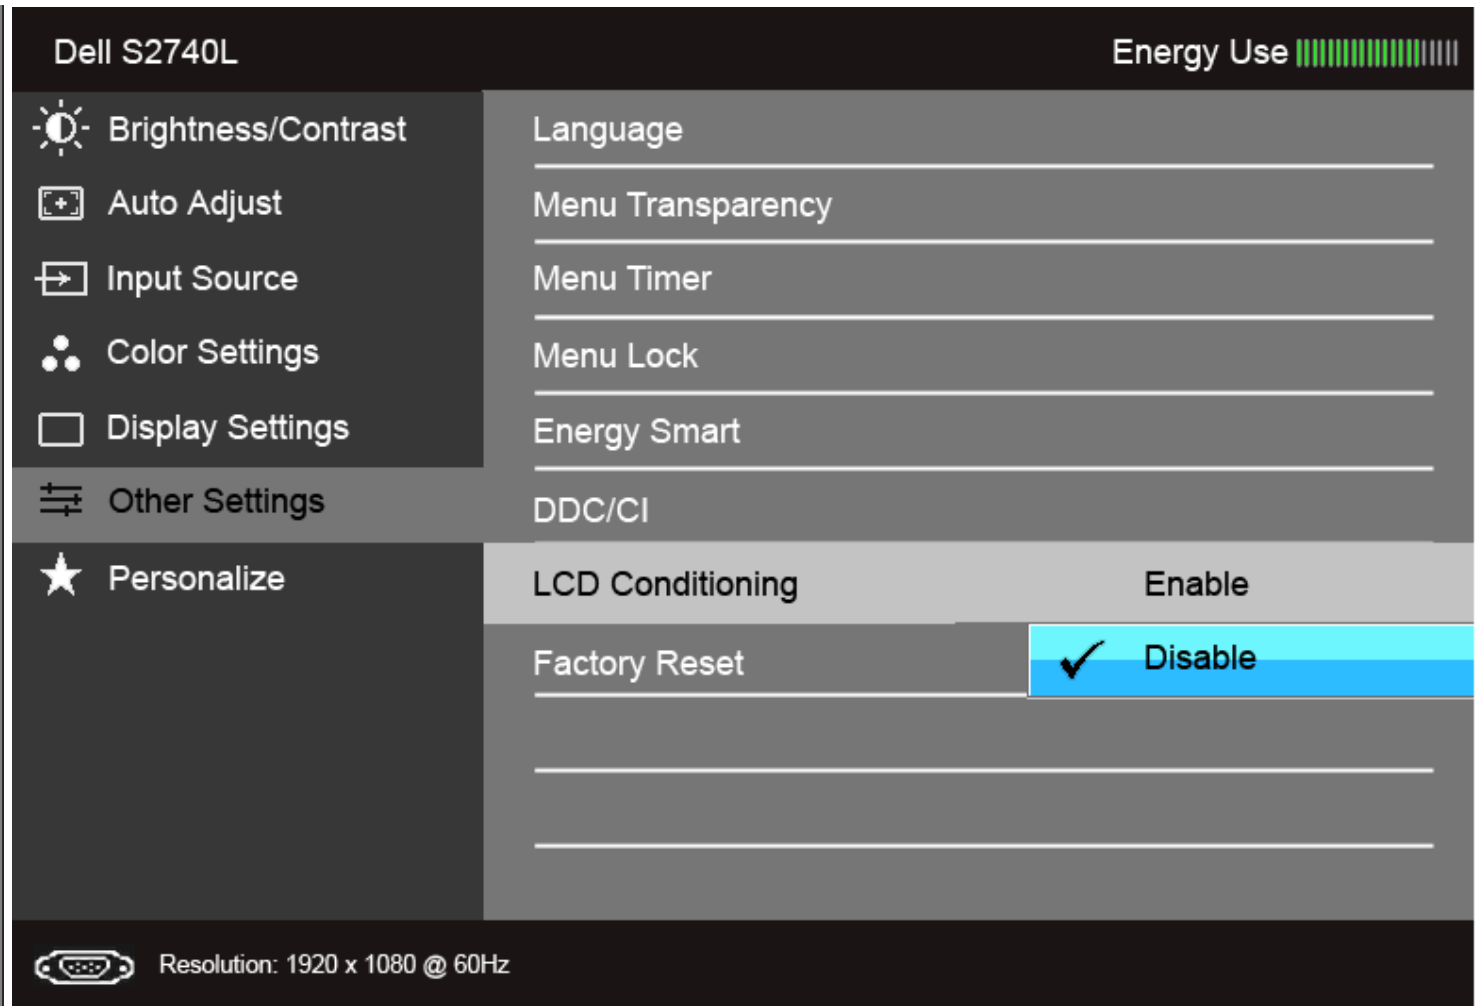 Dell S2740L
Energy Use
Brightness/Contrast
Auto Adjust
Input Source
Color Settings
Display Settings
Other Settings
Personalize
Language
Menu Transparency
Menu Timer
Menu Lock
Energy Smart
DDC/CI
LCD Conditioning
Enable
Disable
Factory Reset
Resolution: 1920 x 1080 @ 60Hz